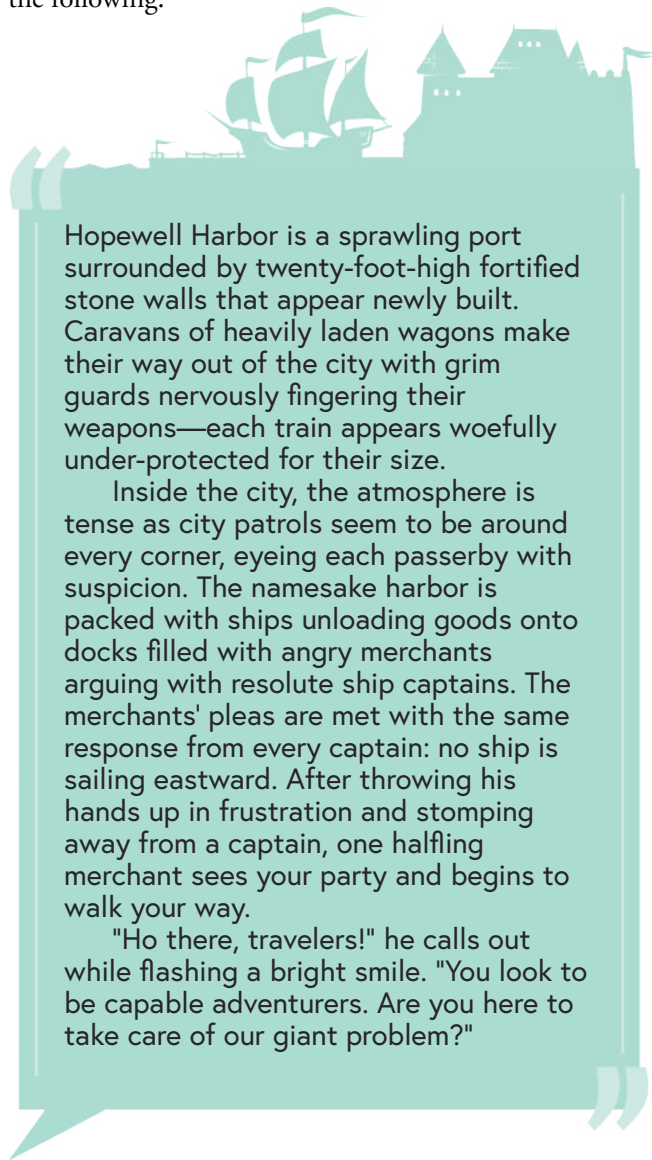 the following.
Hopewell Harbor is a sprawling port
surrounded by twenty-foot-high fortified
stone walls that appear newly built.
Caravans of heavily laden wagons make
their way out of the city with grim
guards nervously fingering their
weapons—each train appears woefully
under-protected for their size.
Inside the city, the atmosphere is
tense as city patrols seem to be around
every corner, eyeing each passerby with
suspicion. The namesake harbor is
packed with ships unloading goods onto
docks filled with angry merchants
arguing with resolute ship captains. The
merchants' pleas are met with the same
response from every captain: no ship is
sailing eastward. After throwing his
hands up in frustration and stomping
away from a captain, one halfling
merchant sees your party and begins to
walk your way.
"Ho there, travelers!" he calls out
while flashing a bright smile. "You look to
be capable adventurers. Are you here to
take care of our giant problem?"